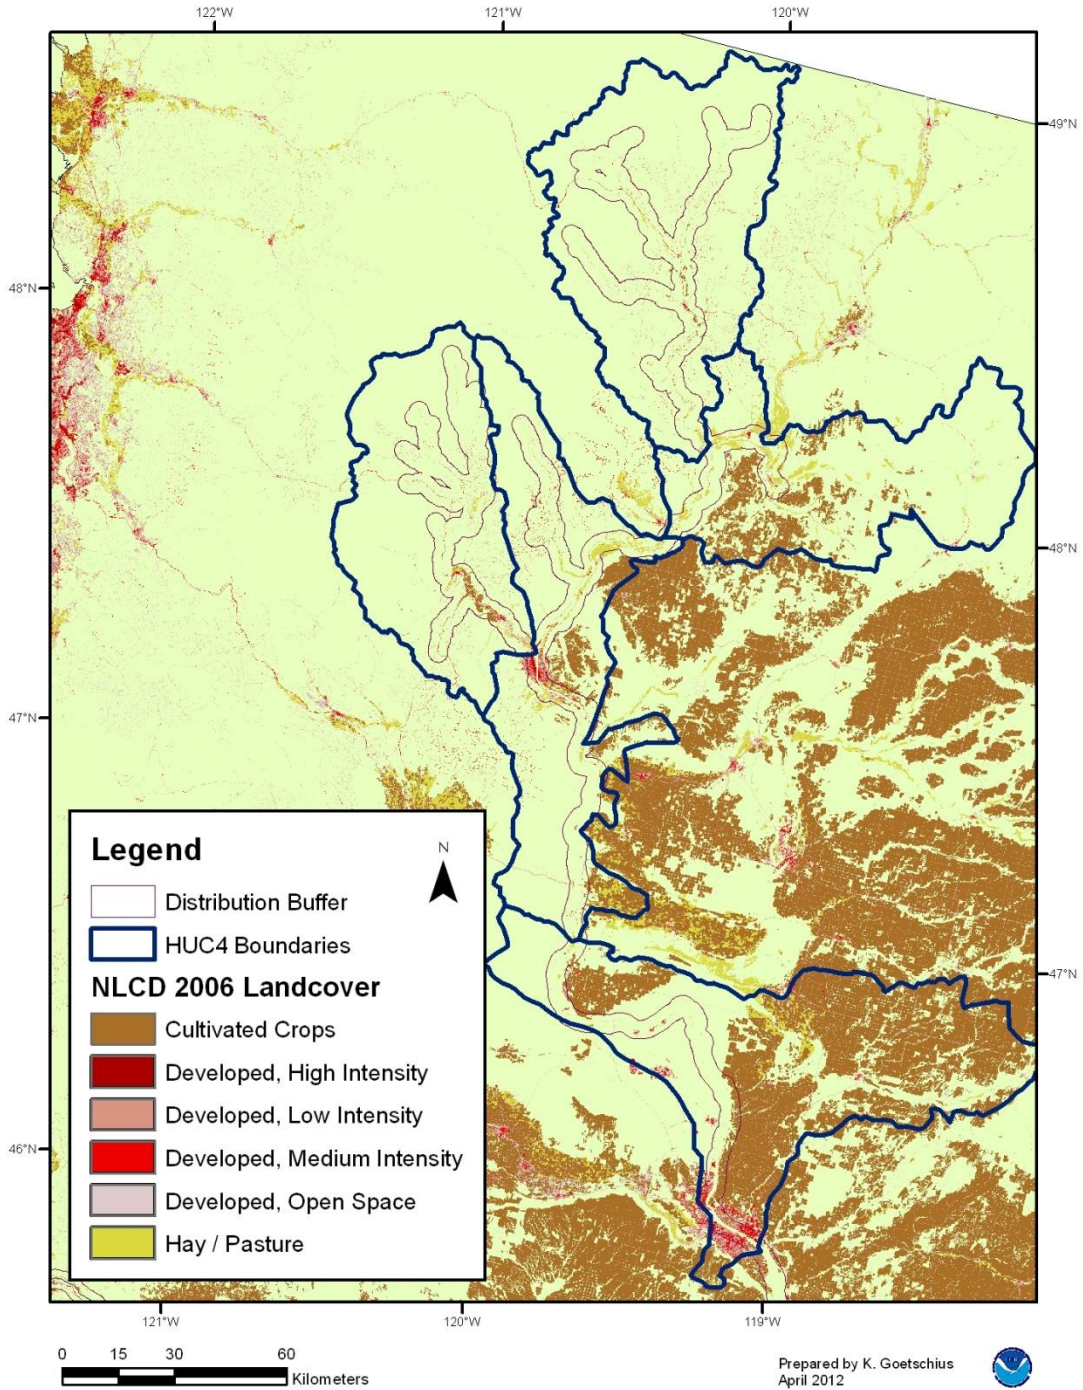 122°W
121°W
120°W
49°N
48°N
48°N
47°N
47°N
46°N
Legend
N
Distribution Buffer
HUC4 Boundaries
NLCD 2006 Landcover
Cultivated Crops
Developed, High Intensity
Developed, Low Intensity
Developed, Medium Intensity
Developed, Open Space
Hay / Pasture
121°W
120°W
119°W
0 15 30 60
Kilometers
Prepared by K. Goetschius
April 2012